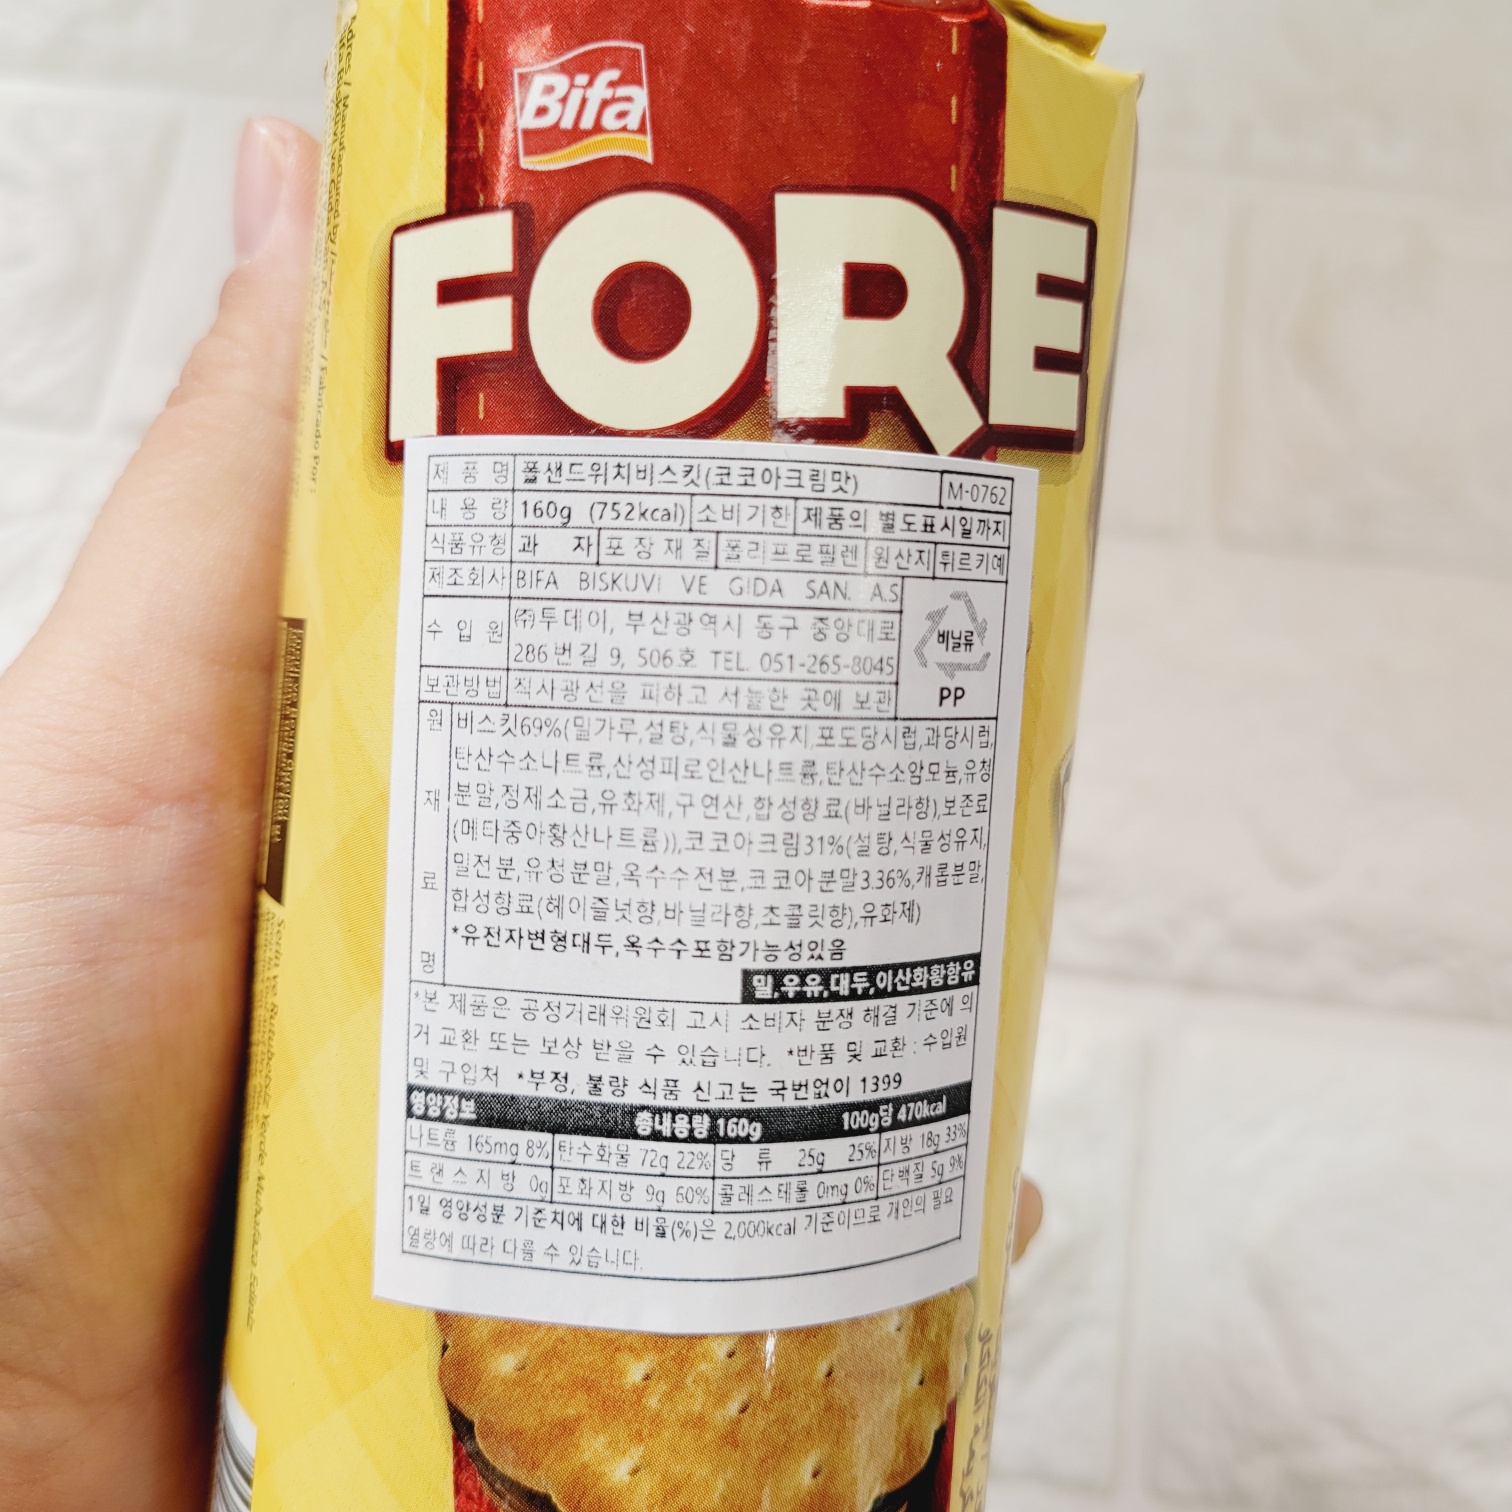 Bifa
FORE
제 품 명 폴샌드위치비스킷(코코아크림맛) M-0762
내 용 량 160g (752kcal) 소비기한 제품의 별도표시일까지
식품유형 과 자 포장재질 폴리프로필렌 원산지 튀르키예
제조회사 BIFA BISKUVI VE GIDA SAN. A.S
수 입 원 ㈜투데이, 부산광역시 동구 중앙대로
286번길 9, 506호 TEL. 051-265-8045
비닐류
PP
보관방법 직사광선을 피하고 서늘한 곳에 보관
원재료명
비스킷69%(밀가루,설탕,식물성유지,포도당시럽,과당시럽,
탄산수소나트륨,산성피로인산나트륨,탄산수소암모늄,유청
분말,정제소금,유화제,구연산,합성향료(바닐라향),보존료
(메타중아황산나트륨)),코코아크림31%(설탕,식물성유지,
밀전분,유청분말,옥수수전분,코코아분말3.36%,캐롭분말,
합성향료(헤이즐넛향,바닐라향,초콜릿향),유화제)
*유전자변형대두,옥수수포함가능성있음
밀,우유,대두,이산화황함유
*본 제품은 공정거래위원회 고시 소비자 분쟁 해결 기준에 의
거 교환 또는 보상 받을 수 있습니다. *반품 및 교환 : 수입원
및 구입처 *부정, 불량 식품 신고는 국번없이 1399
영양정보 총내용량 160g 100g당 470kcal
나트륨 165mg 8% 탄수화물 72g 22% 당 류 25g 25% 지방 18g 33%
트랜스지방 0g 포화지방 9g 60% 콜레스테롤 0mg 0% 단백질 5g 9%
1일 영양성분 기준치에 대한 비율(%)은 2,000kcal 기준이므로 개인의 필요
열량에 따라 다를 수 있습니다.